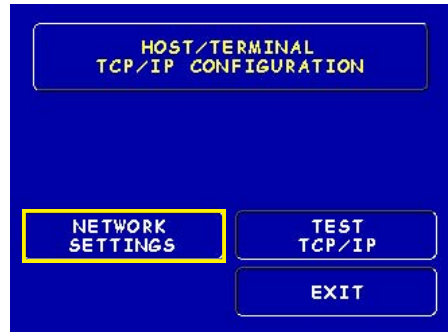 HOST/TERMINAL
TCP/IP CONFIGURATION
NETWORK
SETTINGS
TEST
TCP/IP
EXIT